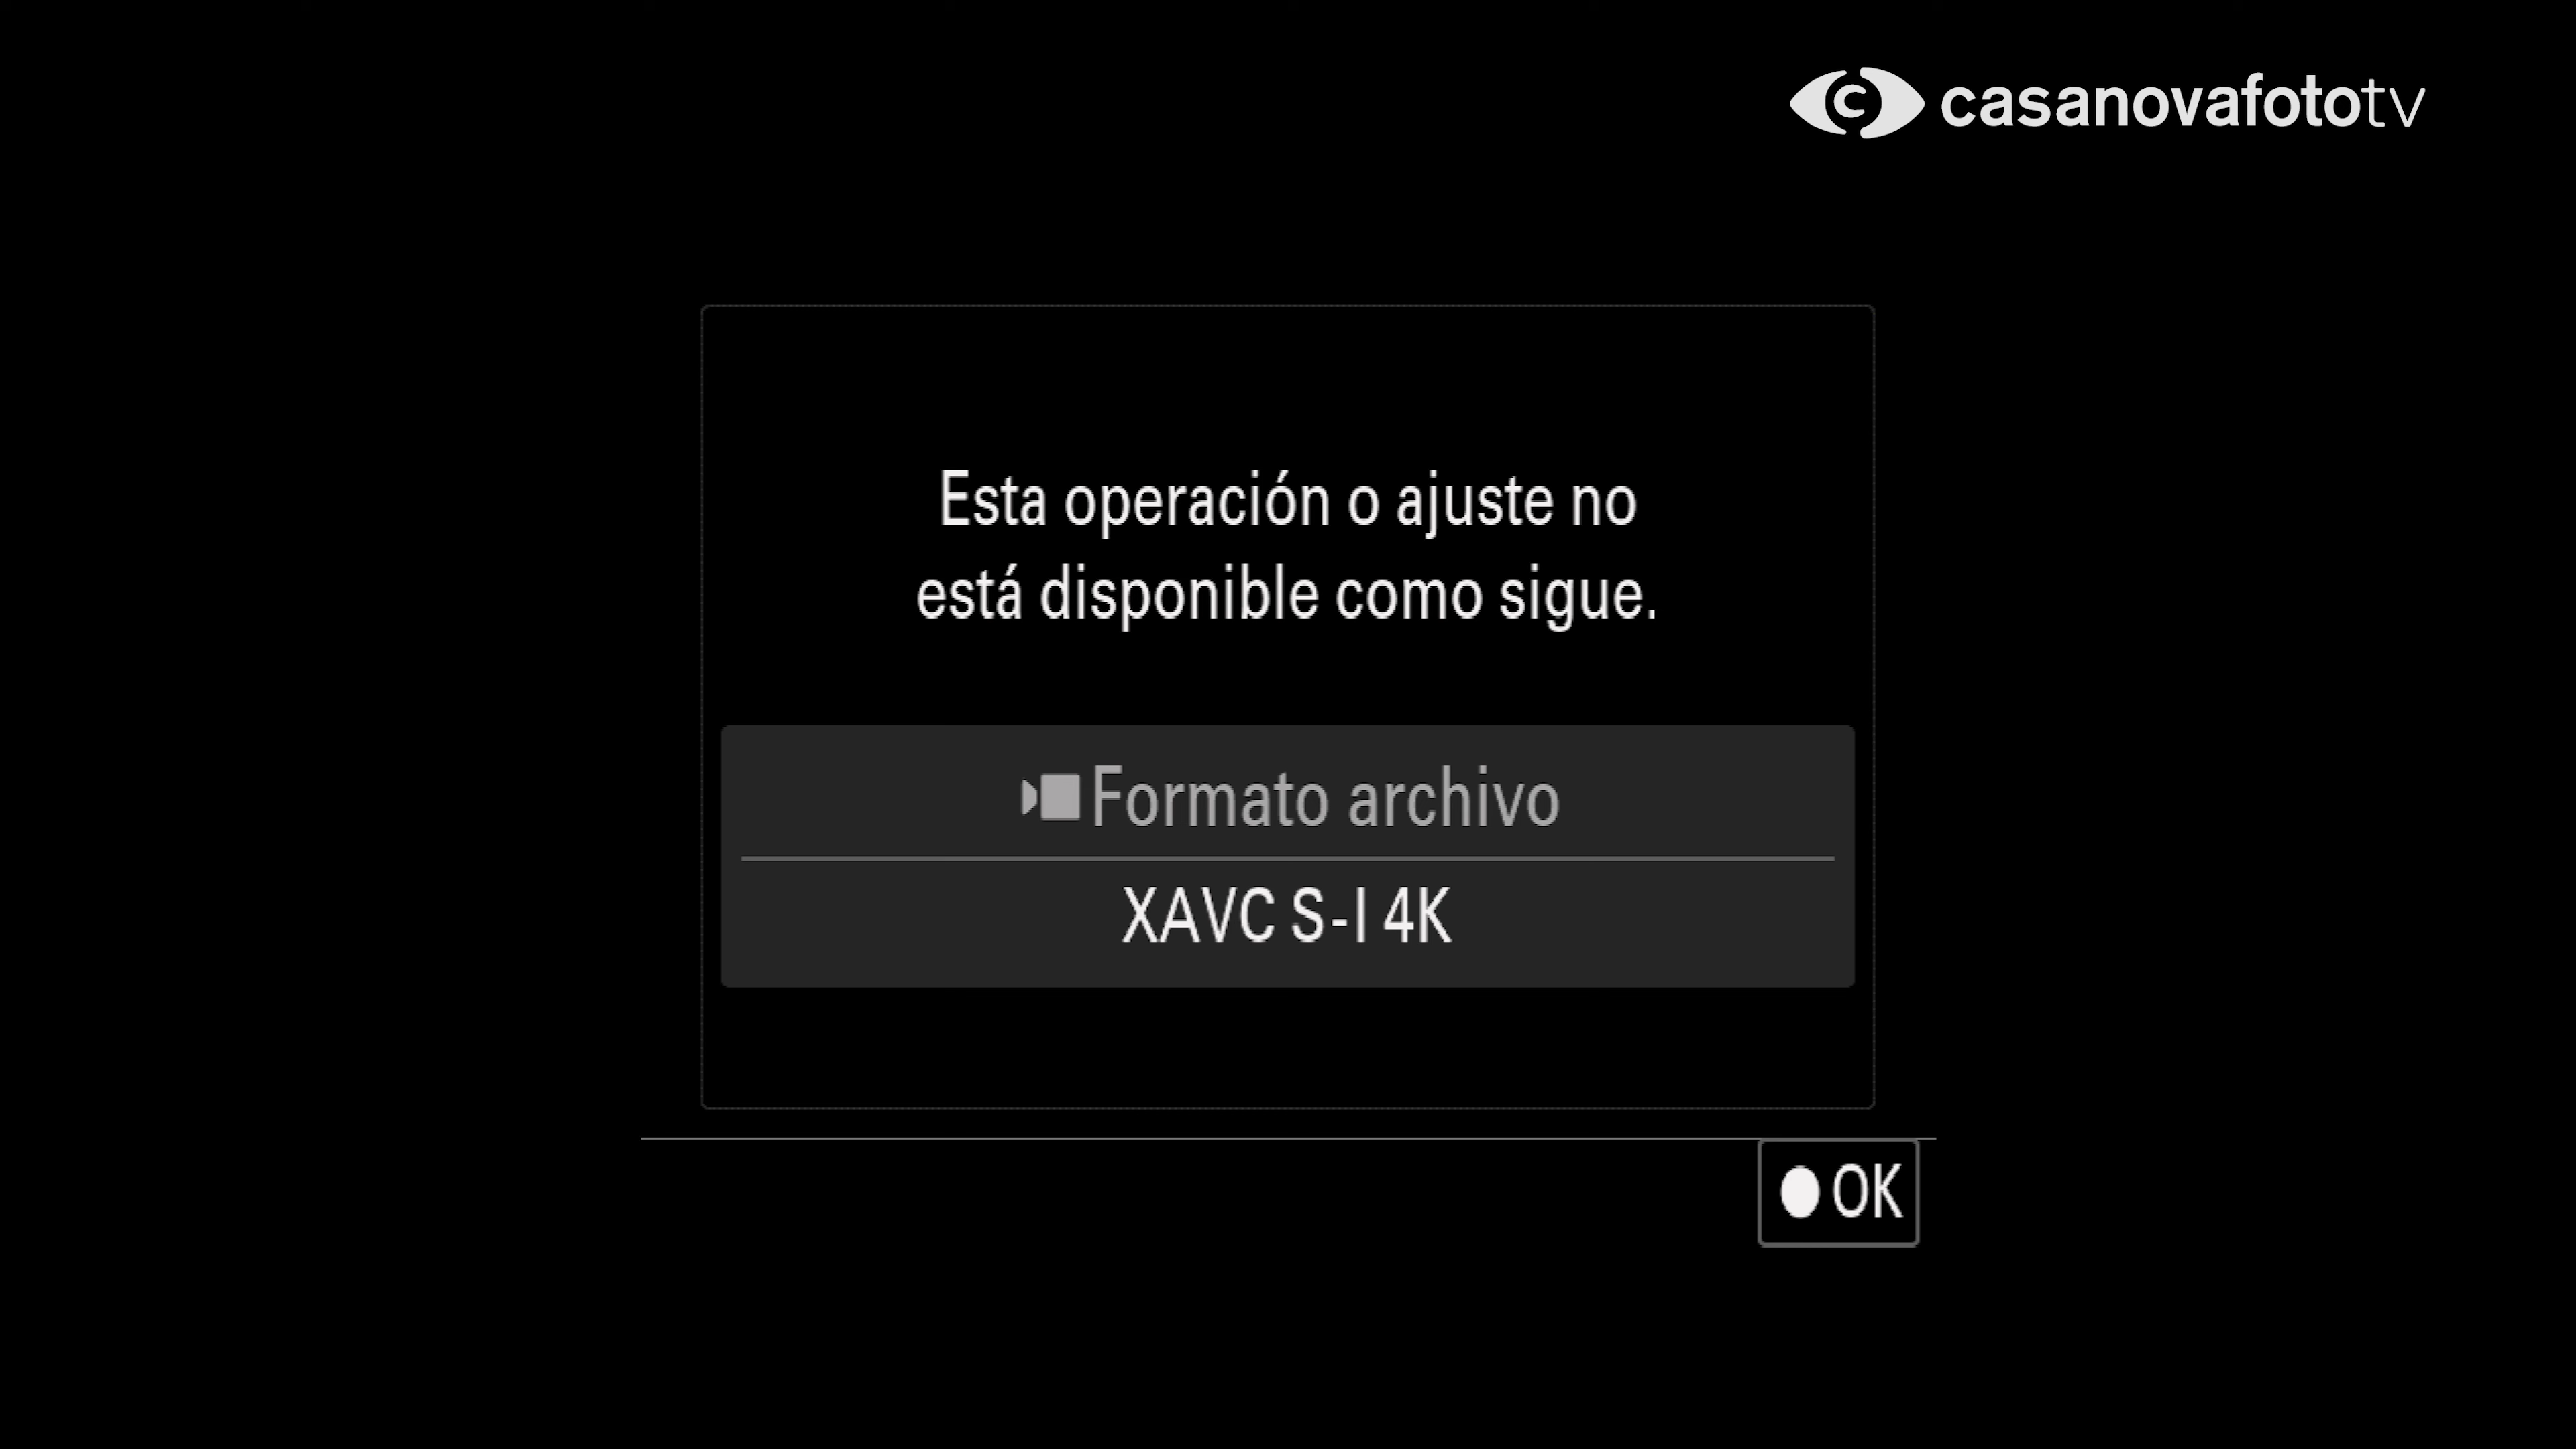 casanovafototv
Esta operación o ajuste no
está disponible como sigue.
Formato archivo
XAVC S-I 4K
OK